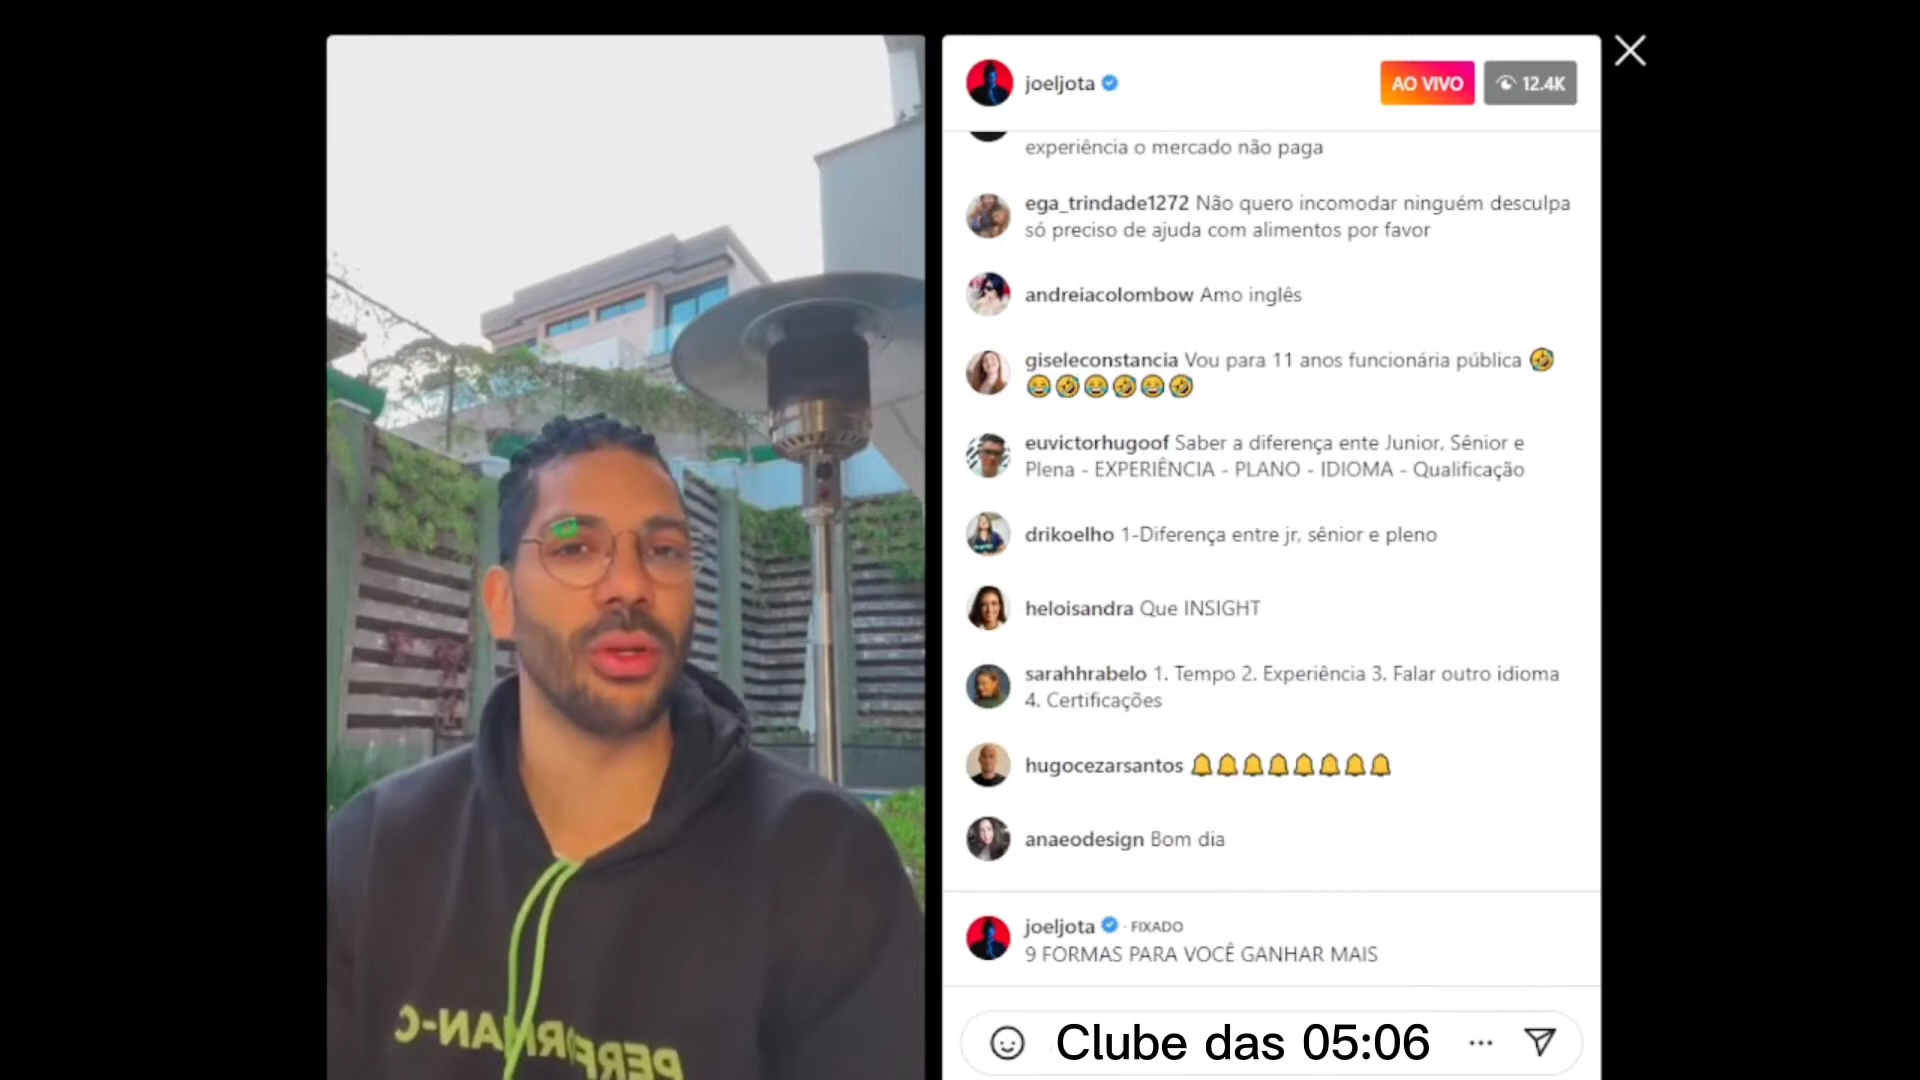 joeljota
AO VIVO
12.4K
experiência o mercado não paga
ega_trindade1272 Não quero incomodar ninguém desculpa
só preciso de ajuda com alimentos por favor
andreiacolombow Amo inglês
giseleconstancia Vou para 11 anos funcionária pública 🤣
😂🤣😂🤣😂🤣
euvictorhugoof Saber a diferença ente Junior, Sênior e
Plena - EXPERIÊNCIA - PLANO - IDIOMA - Qualificação
drikoelho 1-Diferença entre jr, sênior e pleno
heloisandra Que INSIGHT
sarahhrabelo 1. Tempo 2. Experiência 3. Falar outro idioma
4. Certificações
hugocezarsantos 🔔🔔🔔🔔🔔🔔🔔🔔
anaeodesign Bom dia
joeljota · FIXADO
9 FORMAS PARA VOCÊ GANHAR MAIS
Clube das 05:06
PERFORMAN-C